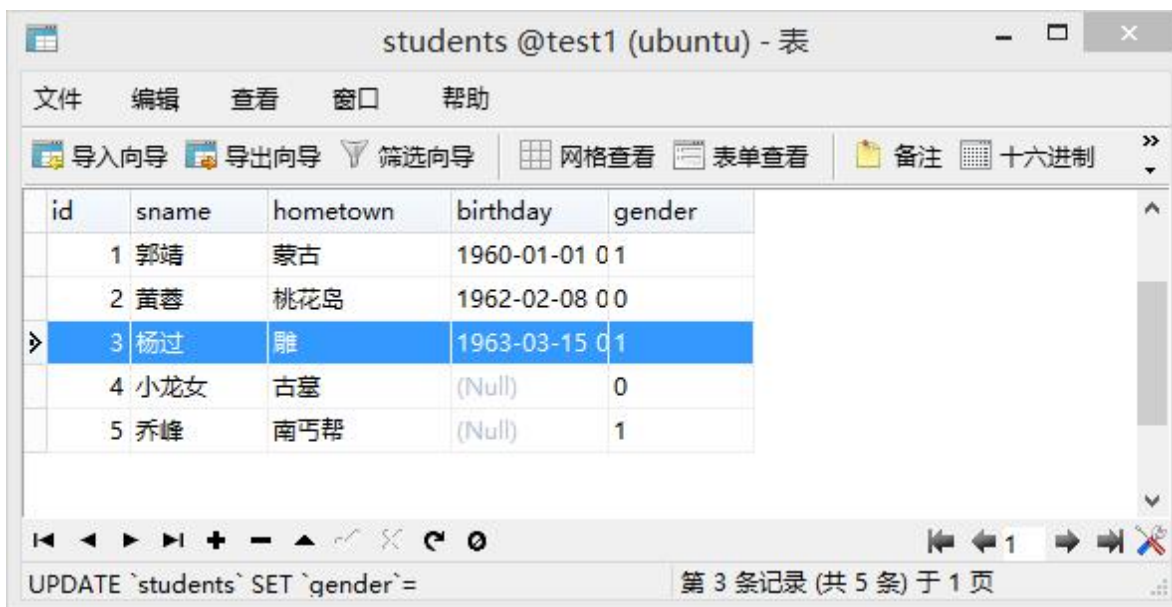 students @test1 (ubuntu) - 表
文件 编辑 查看 窗口 帮助
导入向导 导出向导 筛选向导 网格查看 表单查看 备注 十六进制
id sname hometown birthday gender
1 郭靖 蒙古 1960-01-01 0 1
2 黄蓉 桃花岛 1962-02-08 0 0
3 杨过 雕 1963-03-15 0 1
4 小龙女 古墓 (Null) 0
5 乔峰 南丐帮 (Null) 1
1
UPDATE `students` SET `gender`= 第 3 条记录 (共 5 条) 于 1 页